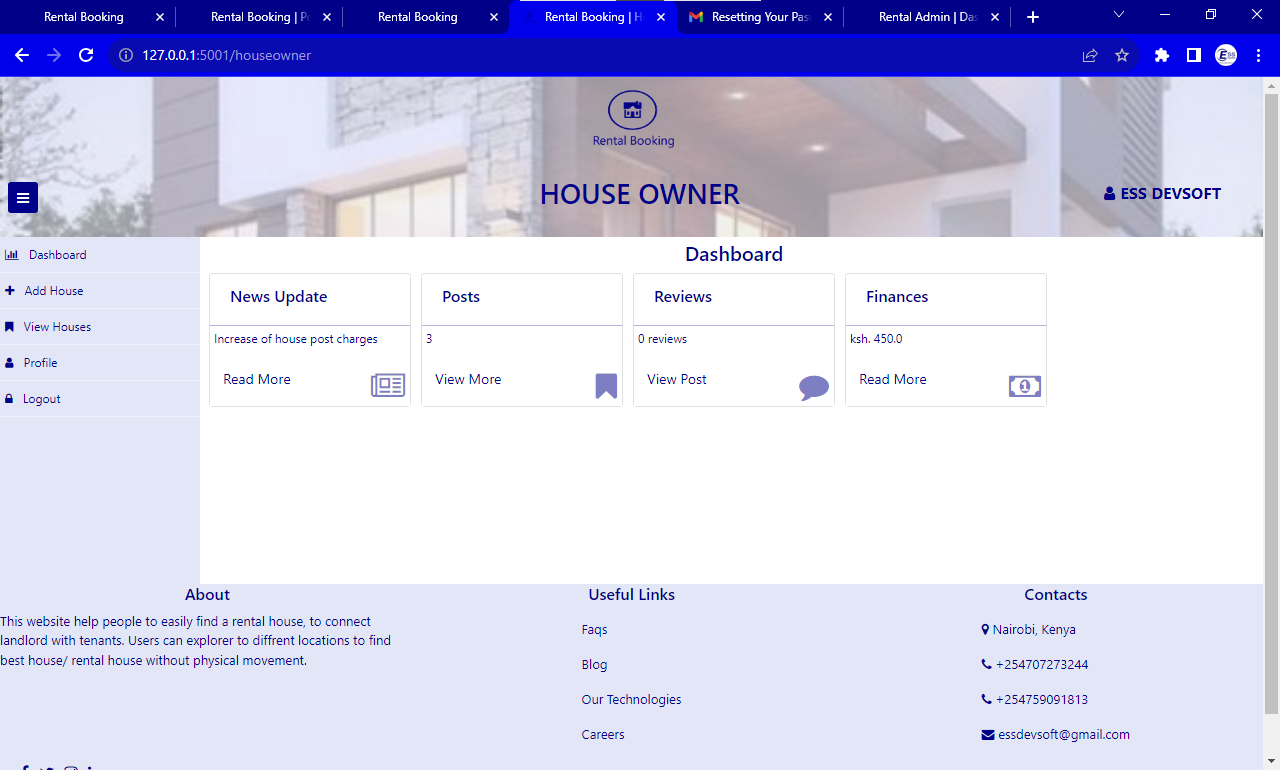 Rental Booking
Rental Booking | Po
Rental Booking
Rental Booking | H
Resetting Your Pas
Rental Admin | Das
127.0.0.1:5001/houseowner
Rental Booking
HOUSE OWNER
ESS DEVSOFT
Dashboard
Add House
View Houses
Profile
Logout
Dashboard
News Update
Increase of house post charges
Read More
Posts
3
View More
Reviews
0 reviews
View Post
Finances
ksh. 450.0
Read More
About
This website help people to easily find a rental house, to connect
landlord with tenants. Users can explorer to diffrent locations to find
best house/ rental house without physical movement.
Useful Links
Faqs
Blog
Our Technologies
Careers
Contacts
Nairobi, Kenya
+254707273244
+254759091813
essdevsoft@gmail.com